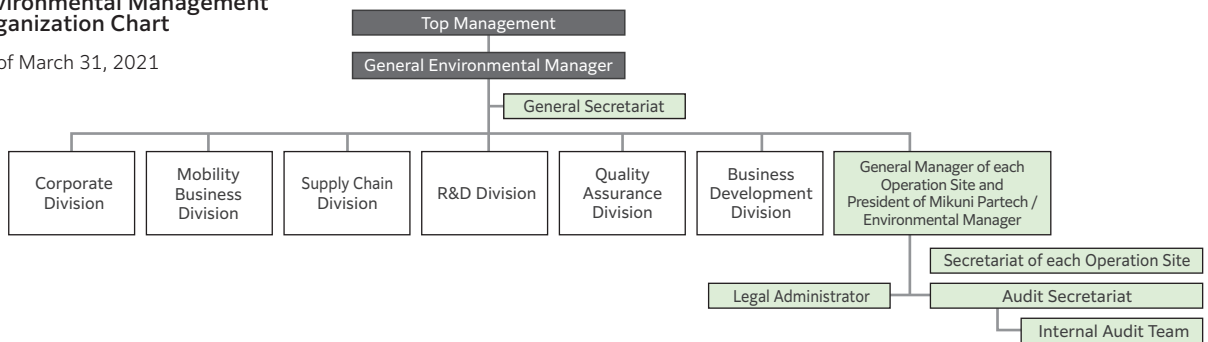 vironmental Management
ganization Chart
of March 31, 2021
Top Management
General Environmental Manager
General Secretariat
Corporate
Division
Mobility
Business
Division
Supply Chain
Division
R&D Division
Quality
Assurance
Division
Business
Development
Division
General Manager of each
Operation Site and
President of Mikuni Partech /
Environmental Manager
Secretariat of each Operation Site
Legal Administrator
Audit Secretariat
Internal Audit Team